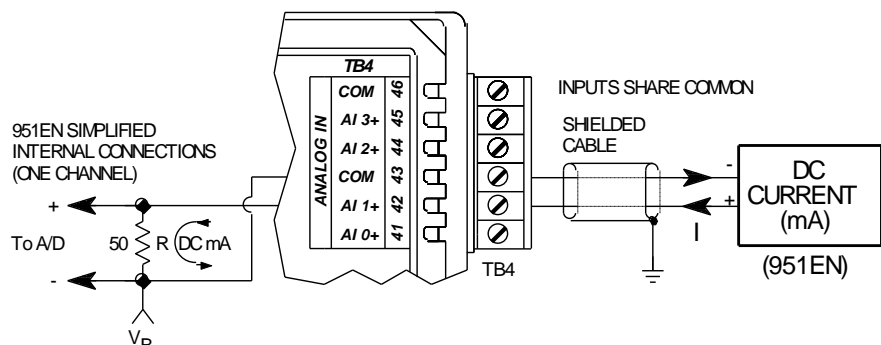 TB4
ANALOG IN
COM 46
AI 3+ 45
AI 2+ 44
COM 43
AI 1+ 42
AI 0+ 41
TB4
951EN SIMPLIFIED
INTERNAL CONNECTIONS
(ONE CHANNEL)
+
To A/D
50 R
DC mA
-
VR
INPUTS SHARE COMMON
SHIELDED
CABLE
-
+
I
DC
CURRENT
(mA)
(951EN)